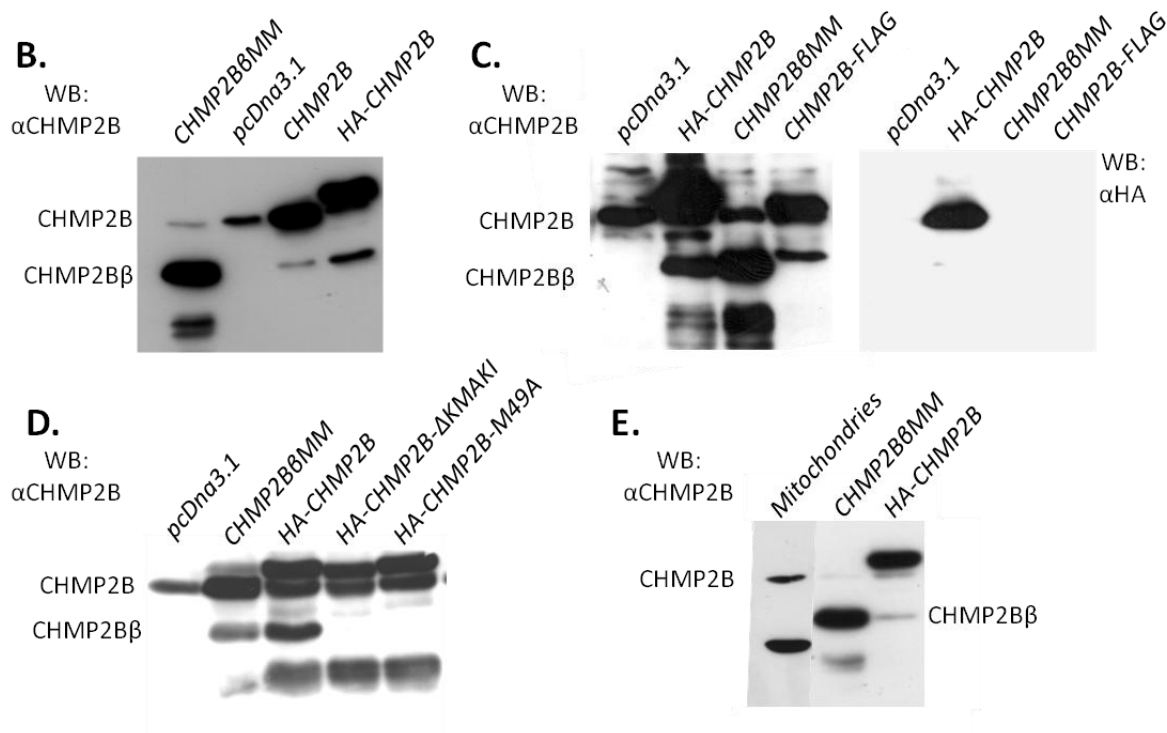 B.
WB:
αCHMP2B
CHMP2BβMM
pcDna3.1
CHMP2B
HA-CHMP2B
CHMP2B
CHMP2Bβ
C.
WB:
αCHMP2B
pcDna3.1
HA-CHMP2B
CHMP2BβMM
CHMP2B-FLAG
CHMP2B
CHMP2Bβ
pcDna3.1
HA-CHMP2B
CHMP2BβMM
CHMP2B-FLAG
WB:
αHA
D.
WB:
αCHMP2B
pcDna3.1
CHMP2BβMM
HA-CHMP2B
HA-CHMP2B-ΔKMAKI
HA-CHMP2B-M49A
CHMP2B
CHMP2Bβ
E.
WB:
αCHMP2B
Mitochondries
CHMP2BβMM
HA-CHMP2B
CHMP2B
CHMP2Bβ